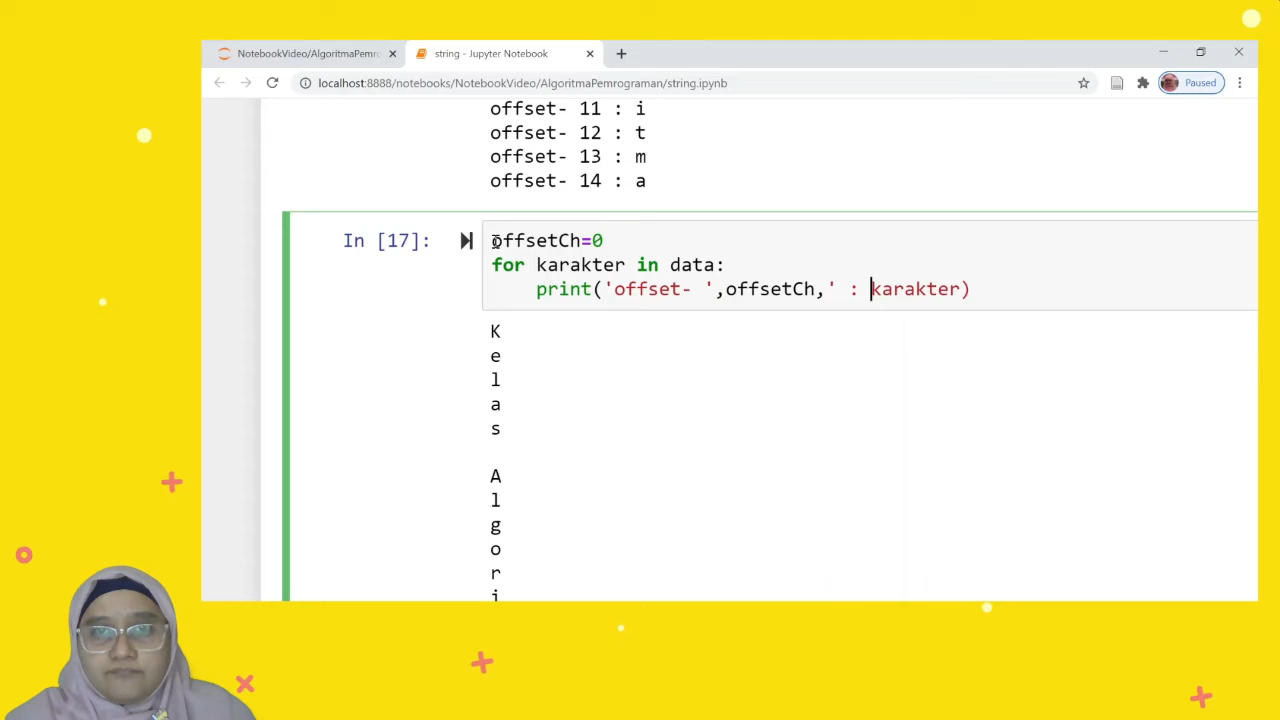 NotebookVideo/AlgoritmaPemro
string - Jupyter Notebook
localhost:8888/notebooks/NotebookVideo/AlgoritmaPemrograman/string.ipynb
Paused
offset- 11 : i
offset- 12 : t
offset- 13 : m
offset- 14 : a
In [17]:
offsetCh=0
for karakter in data:
print('offset- ',offsetCh,' : karakter)
K
e
l
a
s
A
l
g
o
r
i